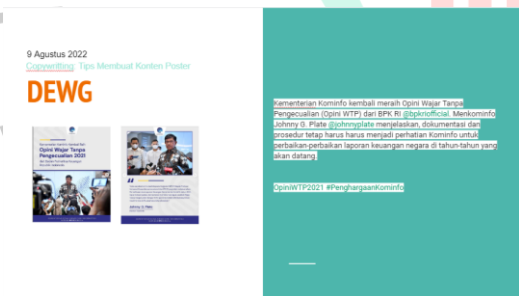 9 Agustus 2022
Copywritting: Tips Membuat Konten Poster
DEWG
Opini Wajar Tanpa
Pengecualian 2021
Kementerian Kominfo kembali meraih Opini Wajar Tanpa
Pengecualian (Opini WTP) dari BPK RI @bpkriofficial. Menkominfo
Johnny G. Plate @johnnyplate menjelaskan, dokumentasi dan
prosedur tetap harus harus menjadi perhatian Kominfo untuk
perbaikan-perbaikan laporan keuangan negara di tahun-tahun yang
akan datang.
OpiniWTP2021 #PenghargaanKominfo